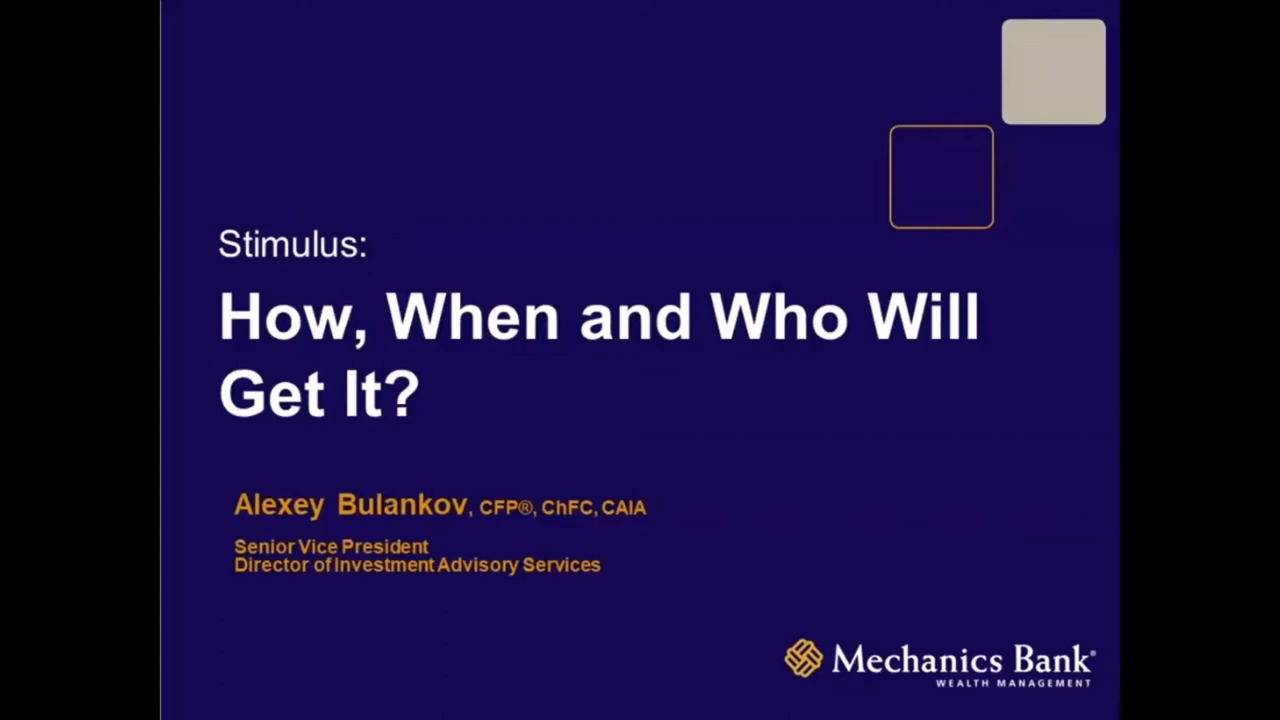 Stimulus:
How, When and Who Will
Get It?
Alexey Bulankov, CFP®, ChFC, CAIA
Senior Vice President
Director of Investment Advisory Services
Mechanics Bank®
WEALTH MANAGEMENT